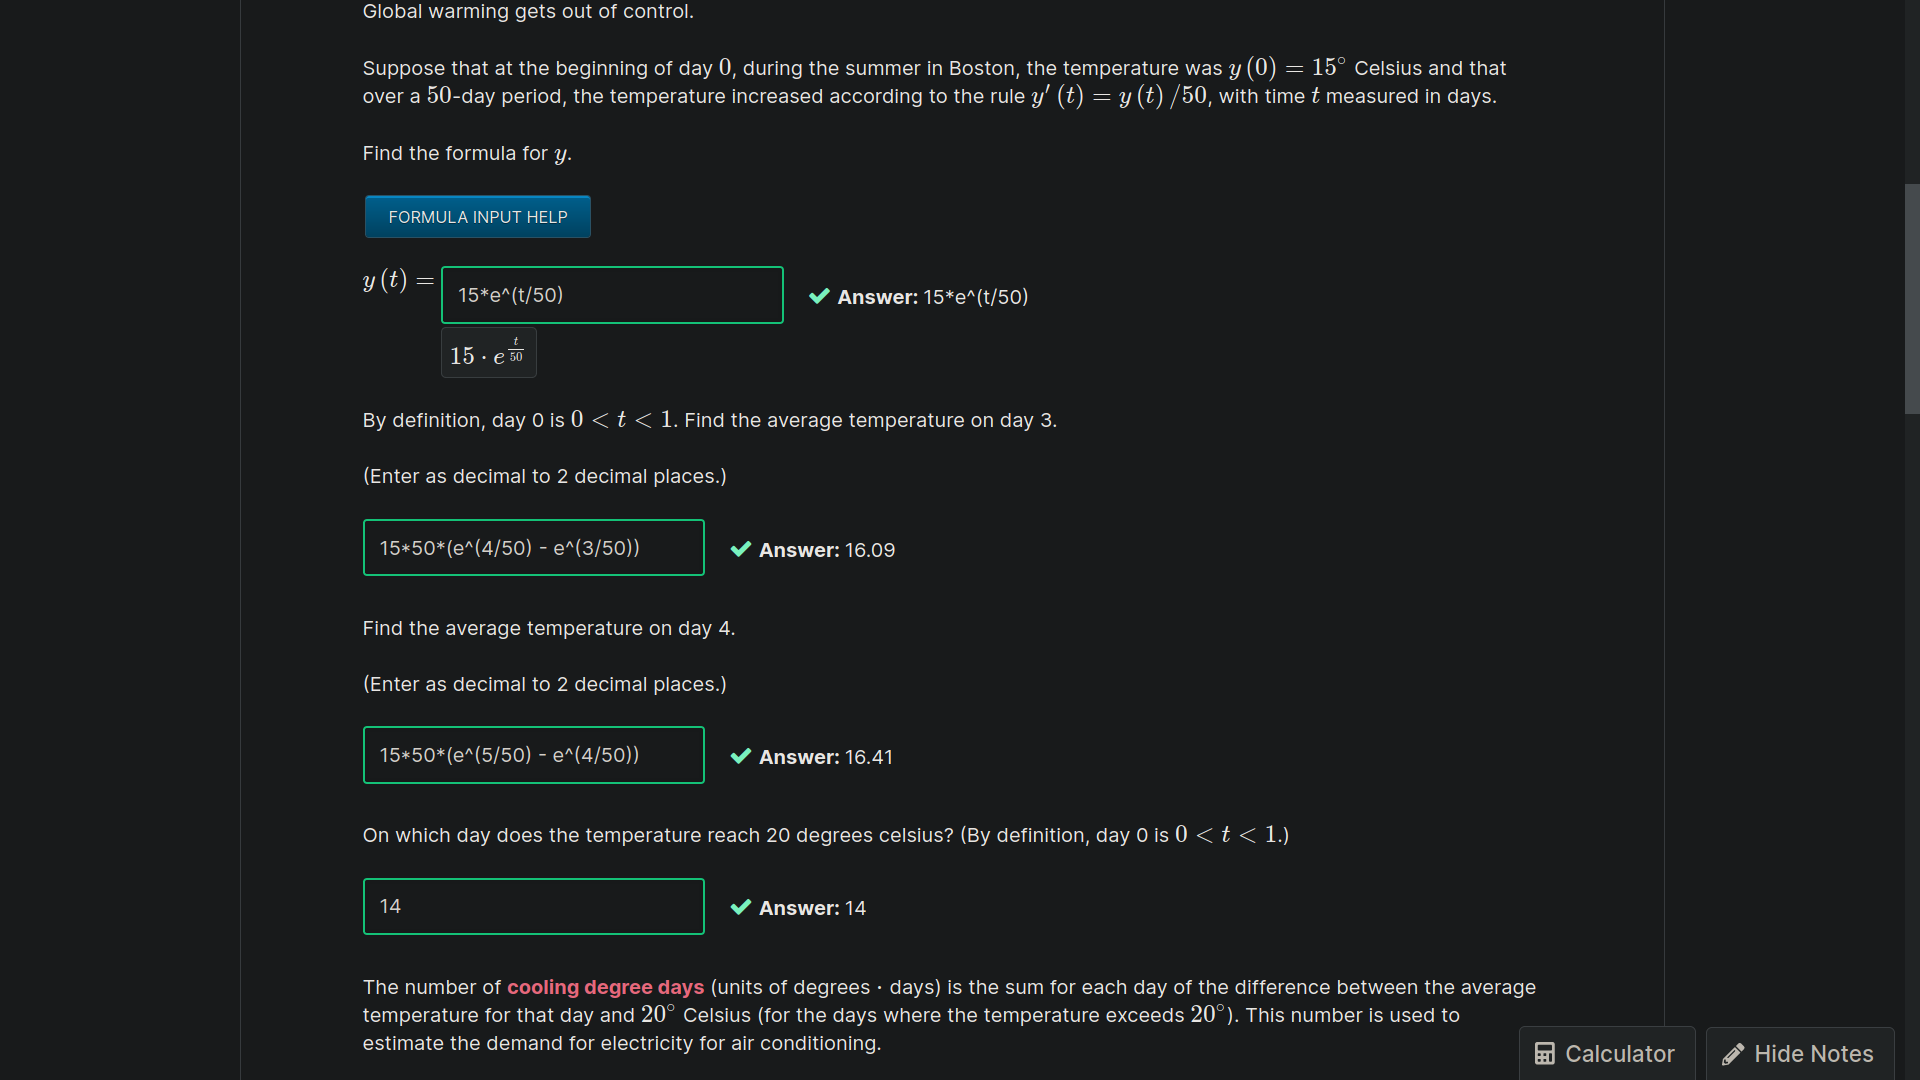 Global warming gets out of control.
Suppose that at the beginning of day 0, during the summer in Boston, the temperature was y (0) = 15° Celsius and that
over a 50-day period, the temperature increased according to the rule y′ (t) = y (t) /50, with time t measured in days.
Find the formula for y.
FORMULA INPUT HELP
y (t) = 15*e^(t/50) Answer: 15*e^(t/50)
15 · e^(t/50)
By definition, day 0 is 0 < t < 1. Find the average temperature on day 3.
(Enter as decimal to 2 decimal places.)
15*50*(e^(4/50) - e^(3/50)) Answer: 16.09
Find the average temperature on day 4.
(Enter as decimal to 2 decimal places.)
15*50*(e^(5/50) - e^(4/50)) Answer: 16.41
On which day does the temperature reach 20 degrees celsius? (By definition, day 0 is 0 < t < 1.)
14 Answer: 14
The number of cooling degree days (units of degrees · days) is the sum for each day of the difference between the average
temperature for that day and 20° Celsius (for the days where the temperature exceeds 20°). This number is used to
estimate the demand for electricity for air conditioning.
Calculator Hide Notes